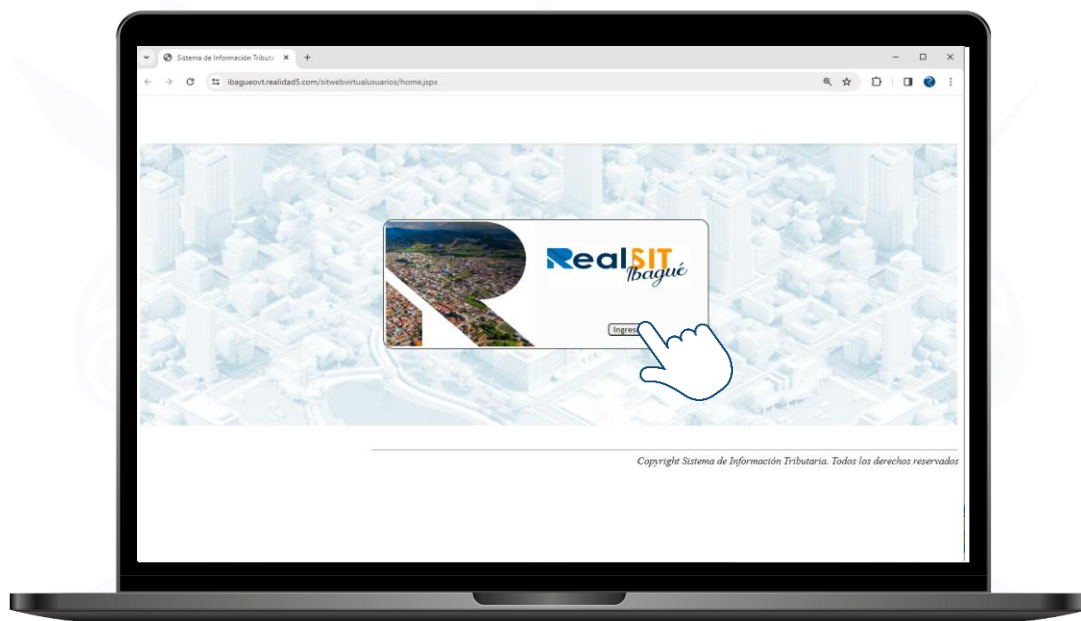 Sistema de Información Tributa
ibagueovt.realidad5.com/sitwebvirtualusuarios/home.jspx
RealSIT
Ibagué
Copyright Sistema de Información Tributaria. Todos los derechos reservados